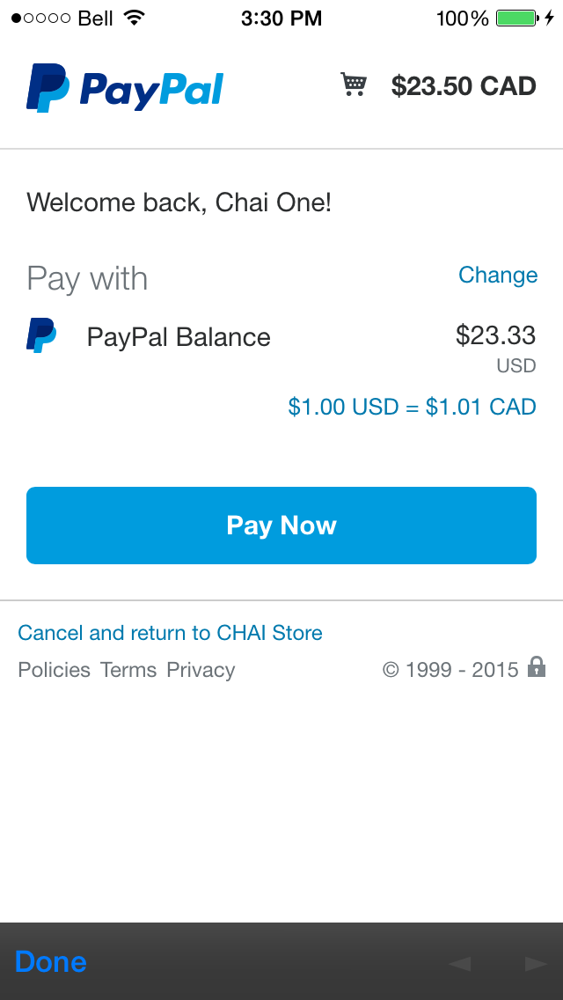 Bell 3:30 PM 100%
PayPal $23.50 CAD
Welcome back, Chai One!
Pay with Change
PayPal Balance $23.33
USD
$1.00 USD = $1.01 CAD
Pay Now
Cancel and return to CHAI Store
Policies Terms Privacy © 1999 - 2015
Done